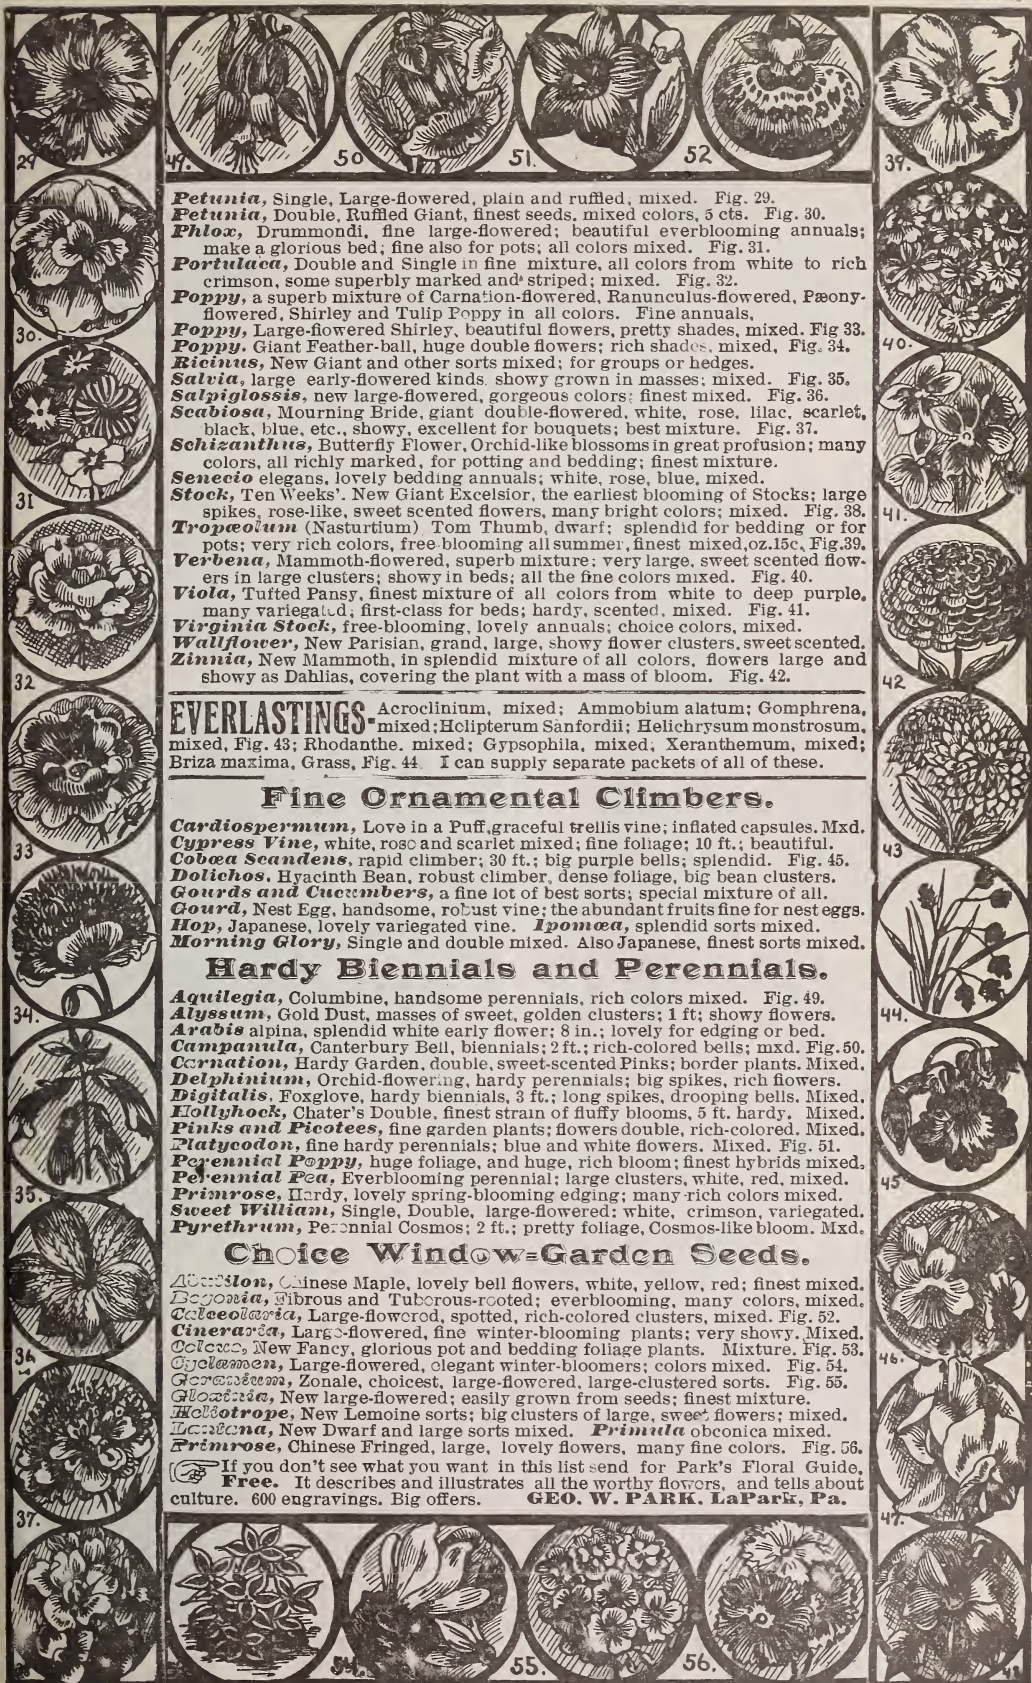 29
49.
50
51.
52
39.
Petunia, Single, Large-flowered, plain and ruffled, mixed. Fig. 29.
Petunia, Double, Ruffled Giant, finest seeds, mixed colors, 5 cts. Fig. 30.
Phlox, Drummondi, fine large-flowered; beautiful everblooming annuals;
make a glorious bed; fine also for pots; all colors mixed. Fig. 31.
Portulaca, Double and Single in fine mixture, all colors from white to rich
crimson, some superbly marked and striped; mixed. Fig. 32.
Poppy, a superb mixture of Carnation-flowered, Ranunculus-flowered, Pæony-
flowered, Shirley and Tulip Poppy in all colors. Fine annuals,
Poppy, Large-flowered Shirley, beautiful flowers, pretty shades, mixed. Fig 33.
Poppy. Giant Feather-ball, huge double flowers; rich shades, mixed, Fig. 34.
Ricinus, New Giant and other sorts mixed; for groups or hedges.
Salvia, large early-flowered kinds. showy grown in masses; mixed. Fig. 35.
Salpiglossis, new large-flowered, gorgeous colors; finest mixed. Fig. 36.
Scabiosa, Mourning Bride, giant double-flowered, white, rose, lilac, scarlet,
black, blue, etc., showy, excellent for bouquets; best mixture. Fig. 37.
Schizanthus, Butterfly Flower, Orchid-like blossoms in great profusion; many
colors, all richly marked, for potting and bedding; finest mixture.
Senecio elegans, lovely bedding annuals; white, rose, blue, mixed.
Stock, Ten Weeks'. New Giant Excelsior, the earliest blooming of Stocks; large
spikes, rose-like, sweet scented flowers, many bright colors; mixed. Fig. 38.
Tropæolum (Nasturtium) Tom Thumb, dwarf; splendid for bedding or for
pots; very rich colors, free-blooming all summer, finest mixed, oz. 15c, Fig. 39.
Verbena, Mammoth-flowered, superb mixture; very large, sweet scented flow-
ers in large clusters; showy in beds; all the fine colors mixed. Fig. 40.
Viola, Tufted Pansy, finest mixture of all colors from white to deep purple,
many variegated; first-class for beds; hardy, scented, mixed. Fig. 41.
Virginia Stock, free-blooming, lovely annuals; choice colors, mixed.
Wallflower, New Parisian, grand, large, showy flower clusters, sweet scented.
Zinnia, New Mammoth, in splendid mixture of all colors, flowers large and
showy as Dahlias, covering the plant with a mass of bloom. Fig. 42.
EVERLASTINGS- Acroclinium, mixed; Ammobium alatum; Gomphrena,
mixed; Helipterum Sanfordii; Helichrysum monstrosum,
mixed, Fig. 43; Rhodanthe, mixed; Gypsophila, mixed; Xeranthemum, mixed;
Briza maxima, Grass, Fig. 44. I can supply separate packets of all of these.
Fine Ornamental Climbers.
Cardiospermum, Love in a Puff, graceful trellis vine; inflated capsules. Mxd.
Cypress Vine, white, rose and scarlet mixed; fine foliage; 10 ft.; beautiful.
Cobœa Scandens, rapid climber; 30 ft.; big purple bells; splendid. Fig. 45.
Dolichos, Hyacinth Bean, robust climber, dense foliage, big bean clusters.
Gourds and Cucumbers, a fine lot of best sorts; special mixture of all.
Gourd, Nest Egg, handsome, robust vine; the abundant fruits fine for nest eggs.
Hop, Japanese, lovely variegated vine. Ipomœa, splendid sorts mixed.
Morning Glory, Single and double mixed. Also Japanese, finest sorts mixed.
Hardy Biennials and Perennials.
Aquilegia, Columbine, handsome perennials, rich colors mixed. Fig. 49.
Alyssum, Gold Dust, masses of sweet, golden clusters; 1 ft; showy flowers.
Arabis alpina, splendid white early flower; 8 in.; lovely for edging or bed.
Campanula, Canterbury Bell, biennials; 2 ft.; rich-colored bells; mxd. Fig. 50.
Carnation, Hardy Garden, double, sweet-scented Pinks; border plants. Mixed.
Delphinium, Orchid-flowering, hardy perennials; big spikes, rich flowers.
Digitalis, Foxglove, hardy biennials, 3 ft.; long spikes, drooping bells. Mixed.
Hollyhock, Chater's Double, finest strain of fluffy blooms, 5 ft. hardy. Mixed.
Pinks and Picotees, fine garden plants; flowers double, rich-colored. Mixed.
Platycodon, fine hardy perennials; blue and white flowers. Mixed. Fig. 51.
Perennial Poppy, huge foliage, and huge, rich bloom; finest hybrids mixed.
Perennial Pea, Everblooming perennial; large clusters, white, red, mixed.
Primrose, Hardy, lovely spring-blooming edging; many rich colors mixed.
Sweet William, Single, Double, large-flowered; white, crimson, variegated.
Pyrethrum, Perennial Cosmos; 2 ft.; pretty foliage, Cosmos-like bloom. Mxd.
Choice Window=Garden Seeds.
Abutilon, Chinese Maple, lovely bell flowers, white, yellow, red; finest mixed.
Begonia, Fibrous and Tuberous-rooted; everblooming, many colors, mixed.
Calceolaria, Large-flowered, spotted, rich-colored clusters, mixed. Fig. 52.
Cineraria, Large-flowered, fine winter-blooming plants; very showy. Mixed.
Coleus, New Fancy, glorious pot and bedding foliage plants. Mixture. Fig. 53.
Cyclamen, Large-flowered, elegant winter-bloomers; colors mixed. Fig. 54.
Geranium, Zonale, choicest, large-flowered, large-clustered sorts. Fig. 55.
Gloxinia, New large-flowered; easily grown from seeds; finest mixture.
Heliotrope, New Lemoine sorts; big clusters of large, sweet flowers; mixed.
Lantana, New Dwarf and large sorts mixed. Primula obconica mixed.
Primrose, Chinese Fringed, large, lovely flowers, many fine colors. Fig. 56.
If you don't see what you want in this list send for Park's Floral Guide,
Free. It describes and illustrates all the worthy flowers, and tells about
culture. 600 engravings. Big offers. GEO. W. PARK, LaPark, Pa.
30.
31
32
33
34.
35.
36
37.
40.
41.
42
43
44.
45
46.
47.
48
54.
55.
56.